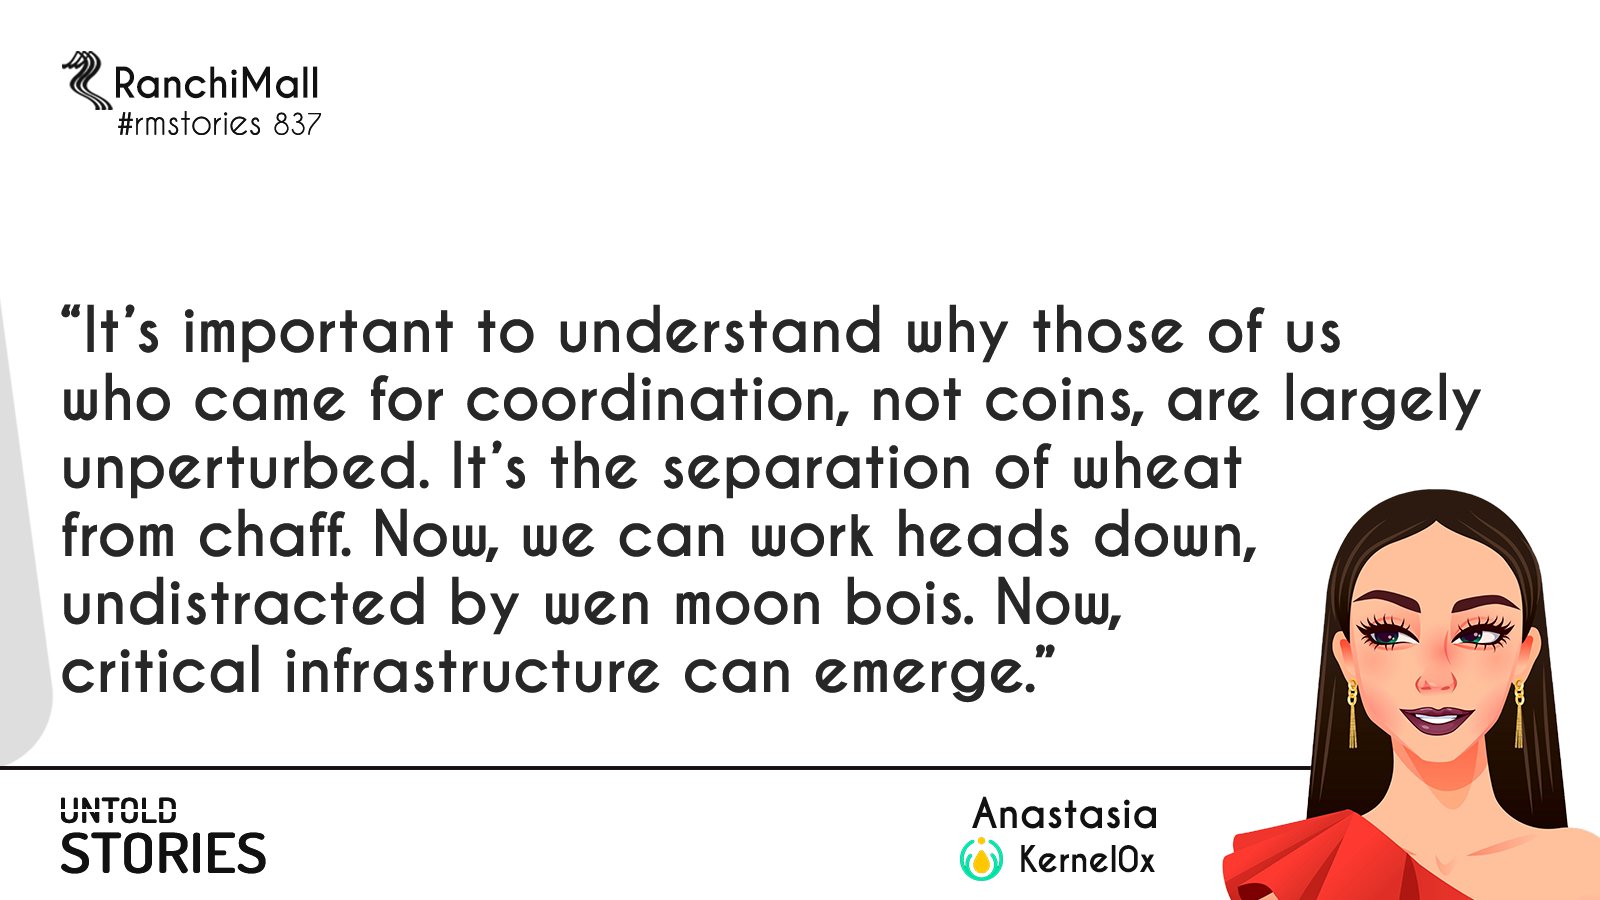 RanchiMall
#rmstories 837
“It’s important to understand why those of us
who came for coordination, not coins, are largely
unperturbed. It’s the separation of wheat
from chaff. Now, we can work heads down,
undistracted by wen moon bois. Now,
critical infrastructure can emerge.”
UNTOLD
STORIES
Anastasia
Kernel0x